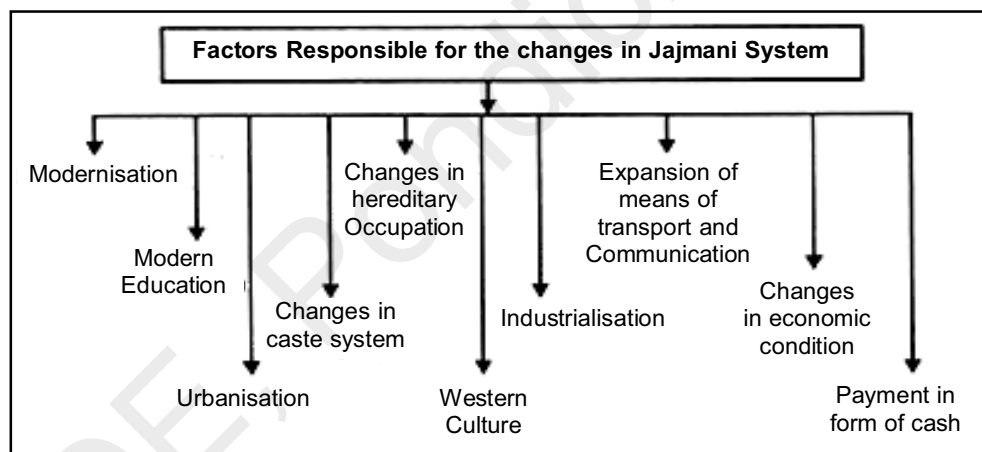 Factors Responsible for the changes in Jajmani System
Modernisation
Modern
Education
Urbanisation
Changes in
caste system
Changes in
hereditary
Occupation
Western
Culture
Industrialisation
Expansion of
means of
transport and
Communication
Changes
in economic
condition
Payment in
form of cash